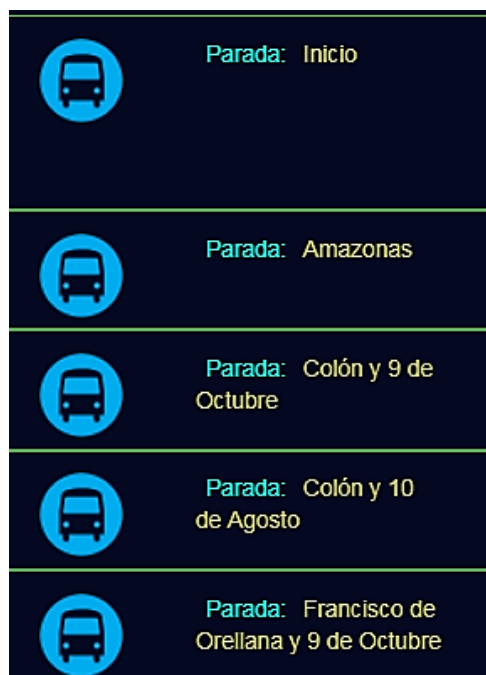 Parada: Inicio
Parada: Amazonas
Parada: Colón y 9 de
Octubre
Parada: Colón y 10
de Agosto
Parada: Francisco de
Orellana y 9 de Octubre